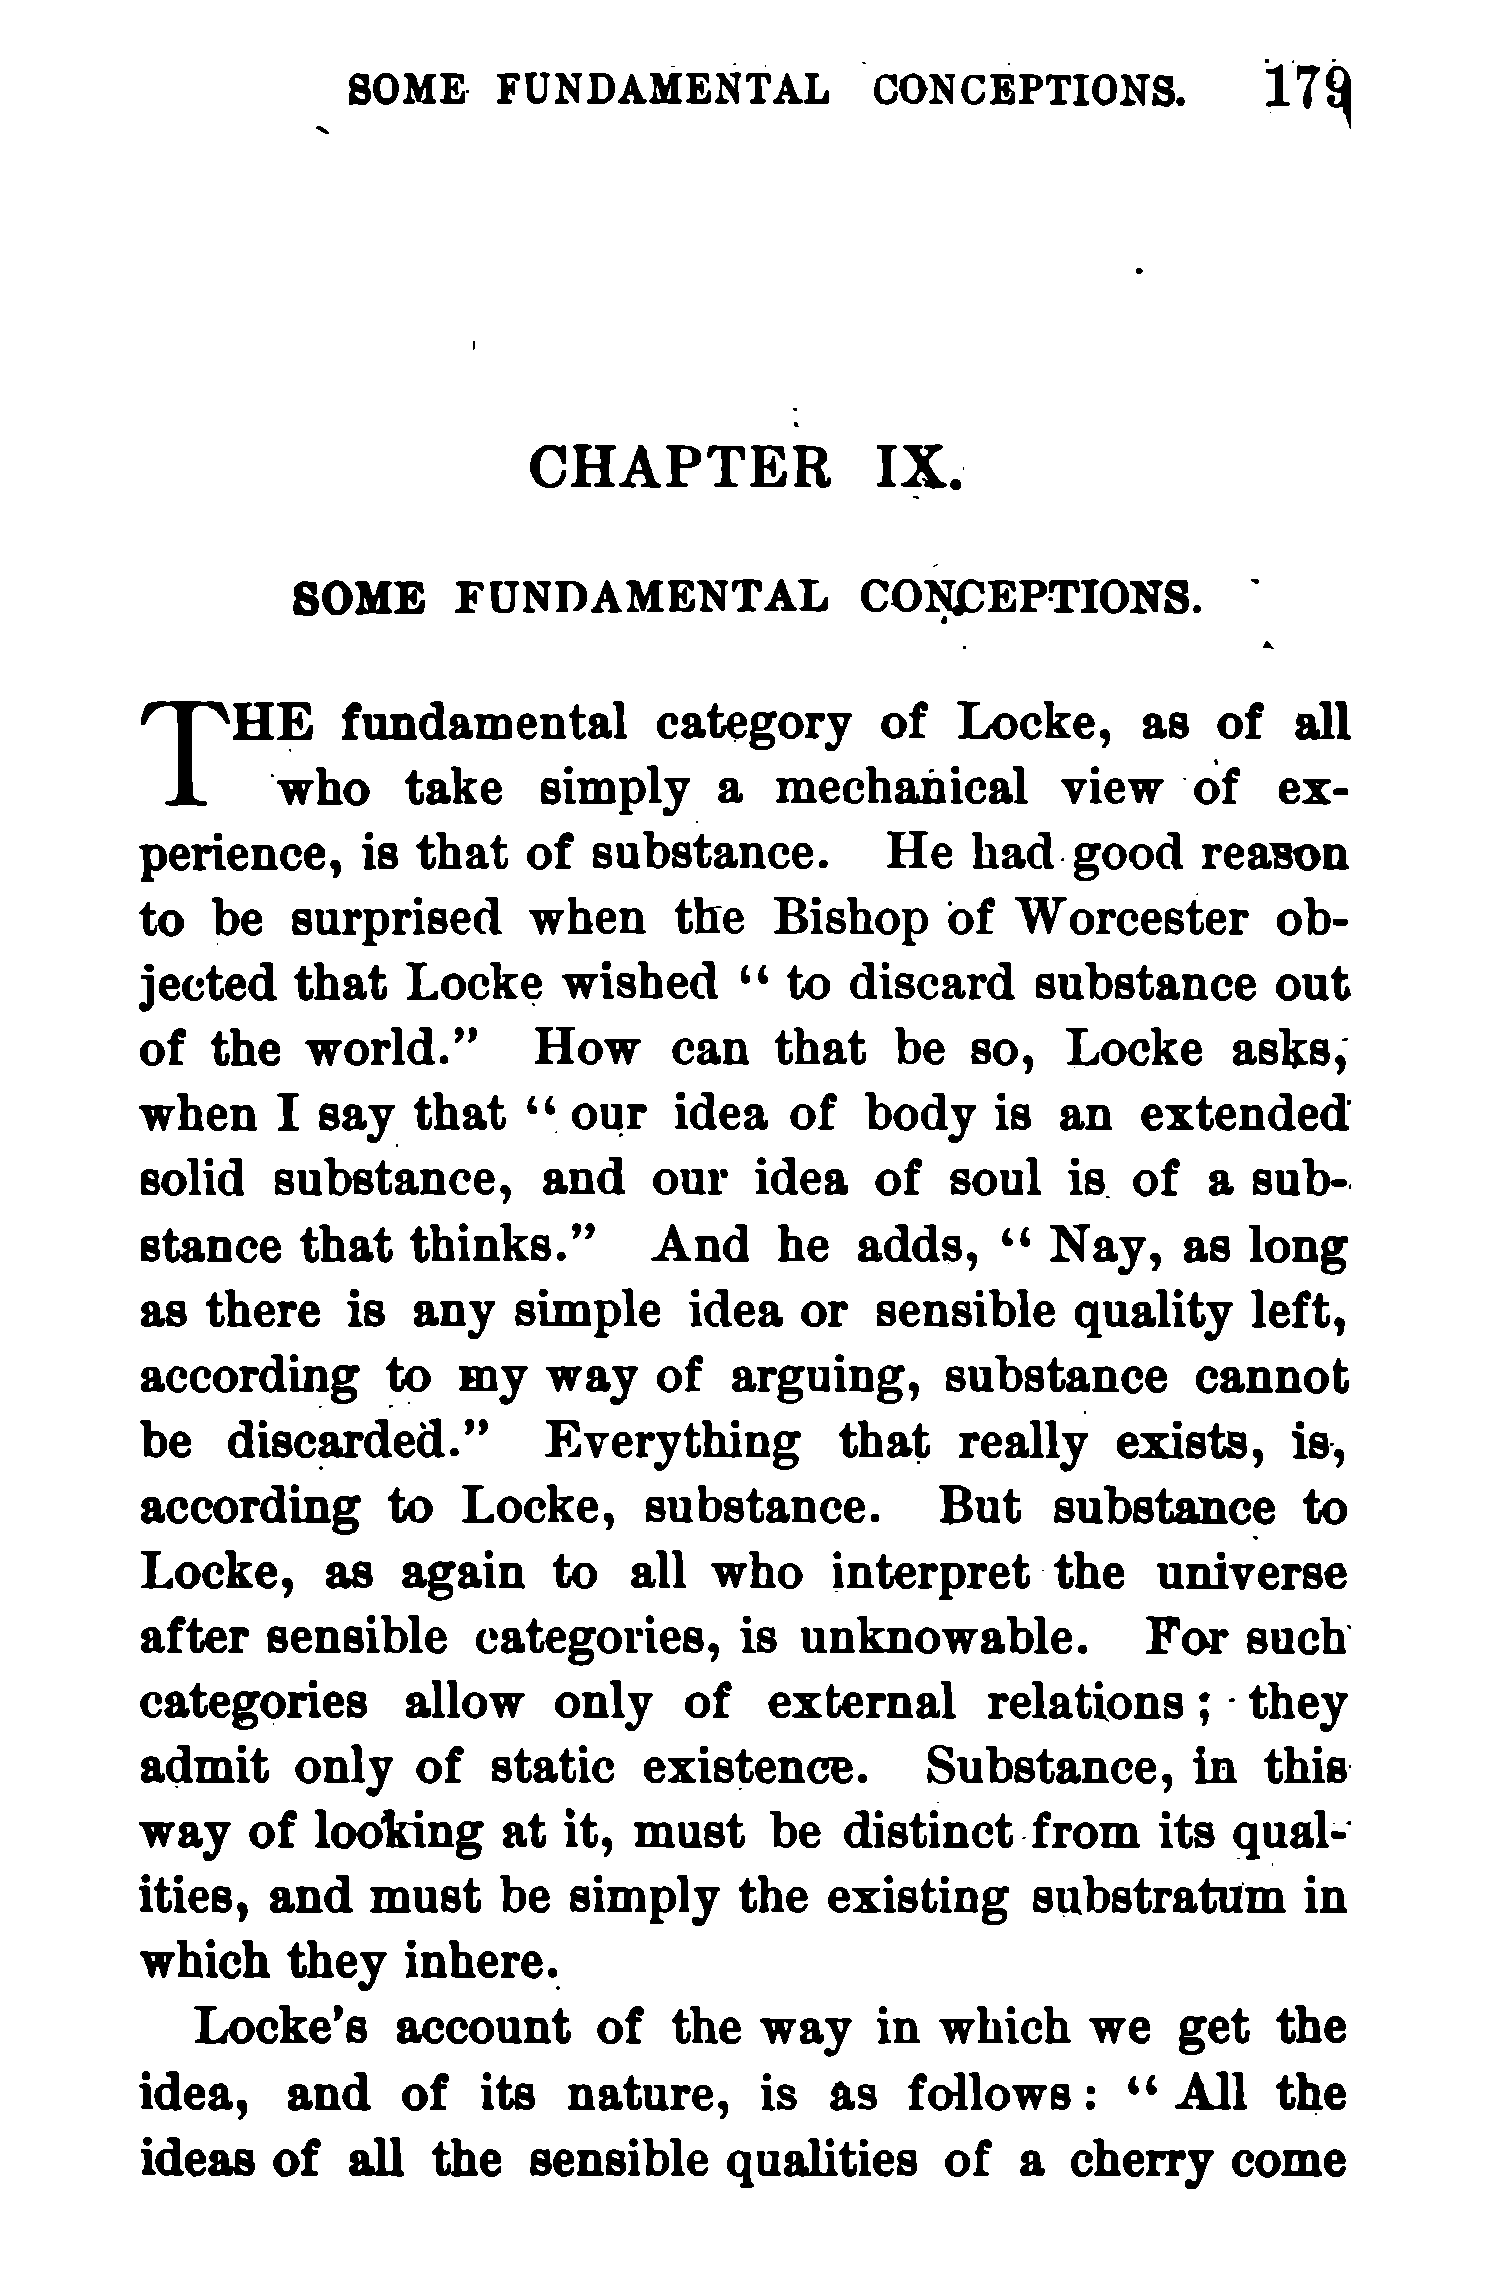 SOME FUNDAMENTAL CONCEPTIONS. 179
CHAPTER IX.
SOME FUNDAMENTAL CONCEPTIONS.
THE fundamental category of Locke, as of all
who take simply a mechanical view of ex-
perience, is that of substance. He had good reason
to be surprised when the Bishop of Worcester ob-
jected that Locke wished “ to discard substance out
of the world.” How can that be so, Locke asks,
when I say that “ our idea of body is an extended
solid substance, and our idea of soul is of a sub-
stance that thinks.” And he adds, “ Nay, as long
as there is any simple idea or sensible quality left,
according to my way of arguing, substance cannot
be discarded.” Everything that really exists, is,
according to Locke, substance. But substance to
Locke, as again to all who interpret the universe
after sensible categories, is unknowable. For such
categories allow only of external relations ; they
admit only of static existence. Substance, in this
way of looking at it, must be distinct from its qual-
ities, and must be simply the existing substratum in
which they inhere.
Locke’s account of the way in which we get the
idea, and of its nature, is as follows : “ All the
ideas of all the sensible qualities of a cherry come